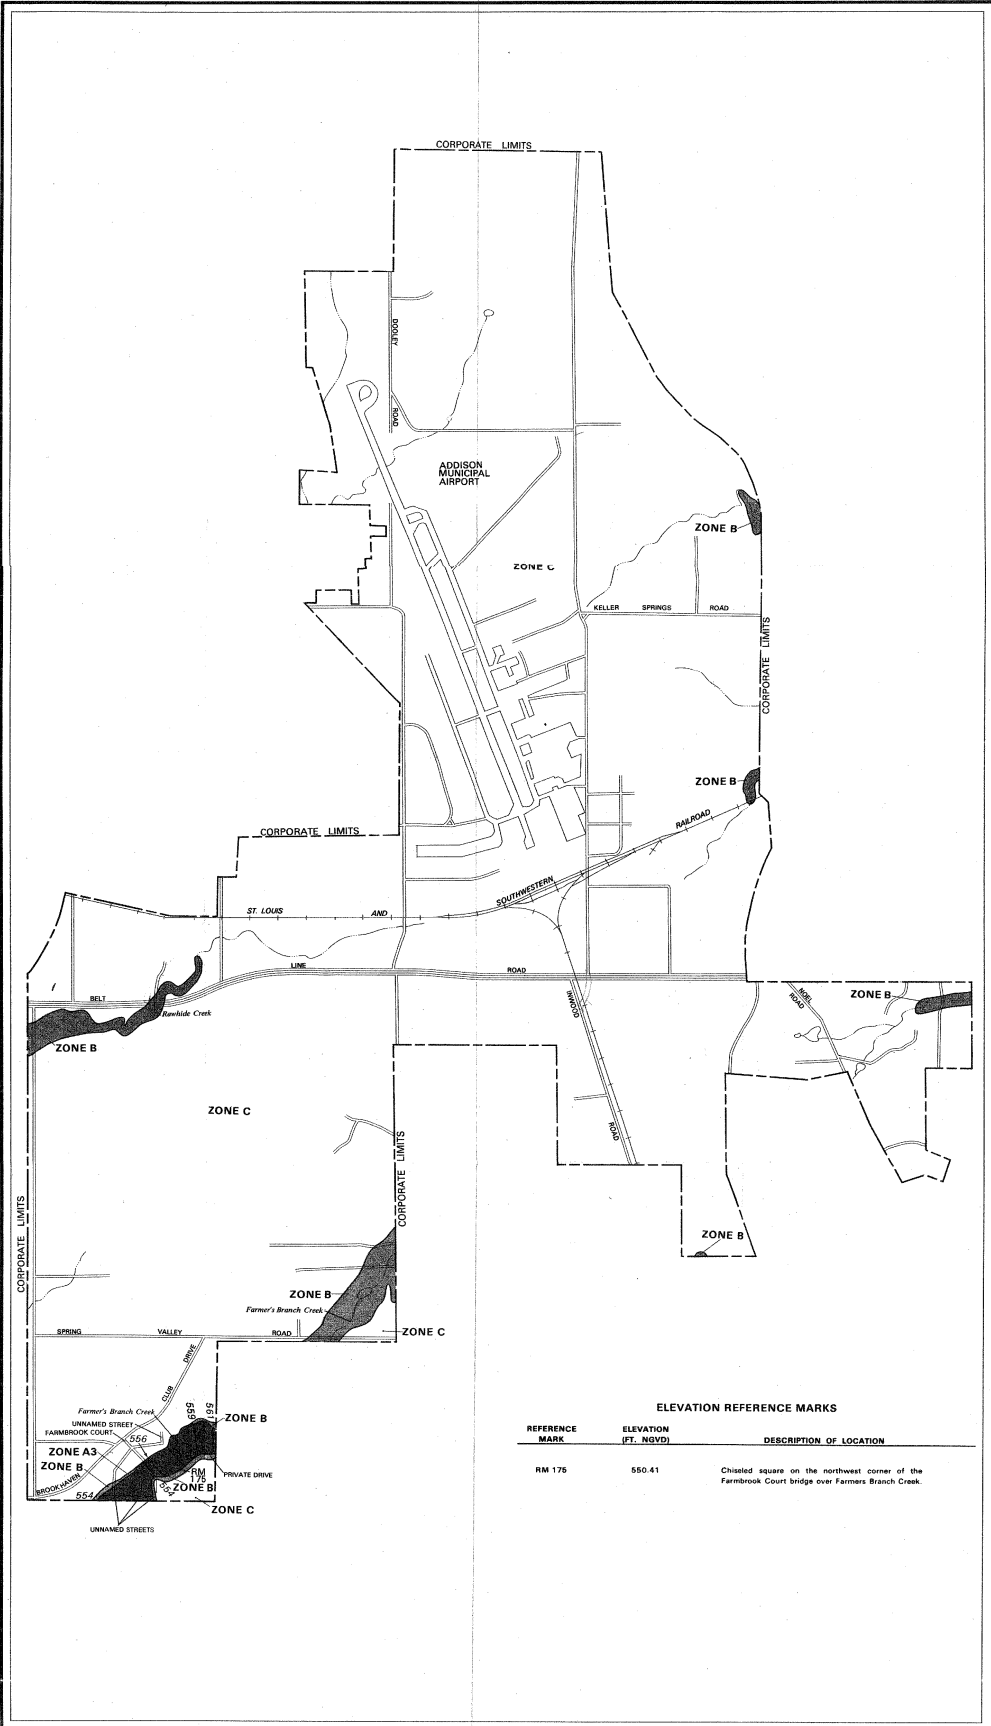 CORPORATE LIMITS
DOOLEY
ROAD
ADDISON
MUNICIPAL
AIRPORT
ZONE B
ZONE C
KELLER SPRINGS ROAD
CORPORATE LIMITS
ZONE B
RAILROAD
CORPORATE LIMITS
SOUTHWESTERN
ST. LOUIS AND
LINE ROAD
BELT
INWOOD
NOEL
ROAD
ZONE B
Rawhide Creek
ZONE B
ZONE C
ROAD
CORPORATE LIMITS
CORPORATE LIMITS
ZONE B
ZONE B
Farmer's Branch Creek
SPRING VALLEY ROAD
ZONE C
DRIVE
CLUB
Farmer's Branch Creek
559
561
ZONE B
UNNAMED STREET
FARMBROOK COURT
556
ZONE A3
ZONE B
RM
175
PRIVATE DRIVE
BROOKHAVEN
554
554
ZONE B
ZONE C
UNNAMED STREETS
ELEVATION REFERENCE MARKS
REFERENCE MARK ELEVATION (FT. NGVD) DESCRIPTION OF LOCATION
RM 175 550.41 Chiseled square on the northwest corner of the
Farmbrook Court bridge over Farmers Branch Creek.